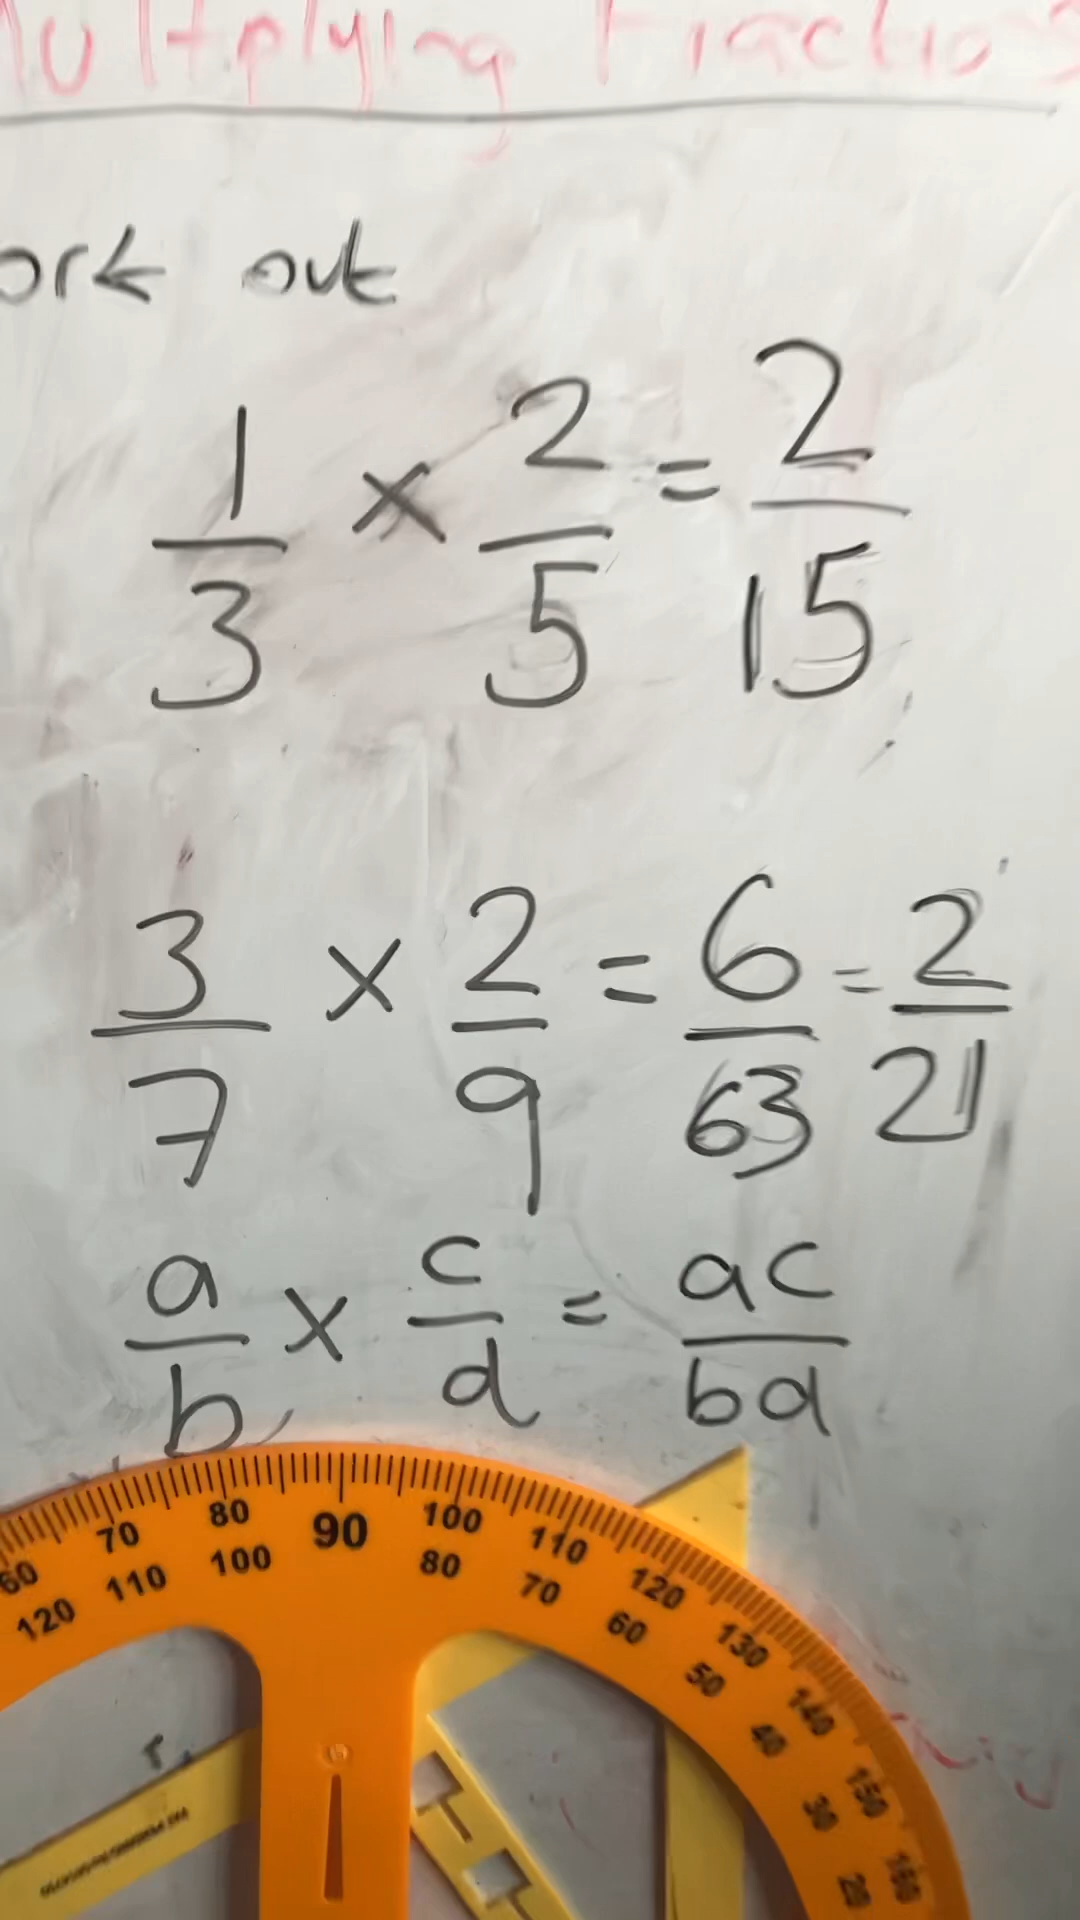 Multiplying Fractions
ork out
1/3 × 2/5 = 2/15
3/7 × 2/9 = 6/63 = 2/21
a/b × c/d = ac/bd
60 70 80 90 100 110 120 130 140 150 160
120 110 100 80 70 60 50 40 30 20